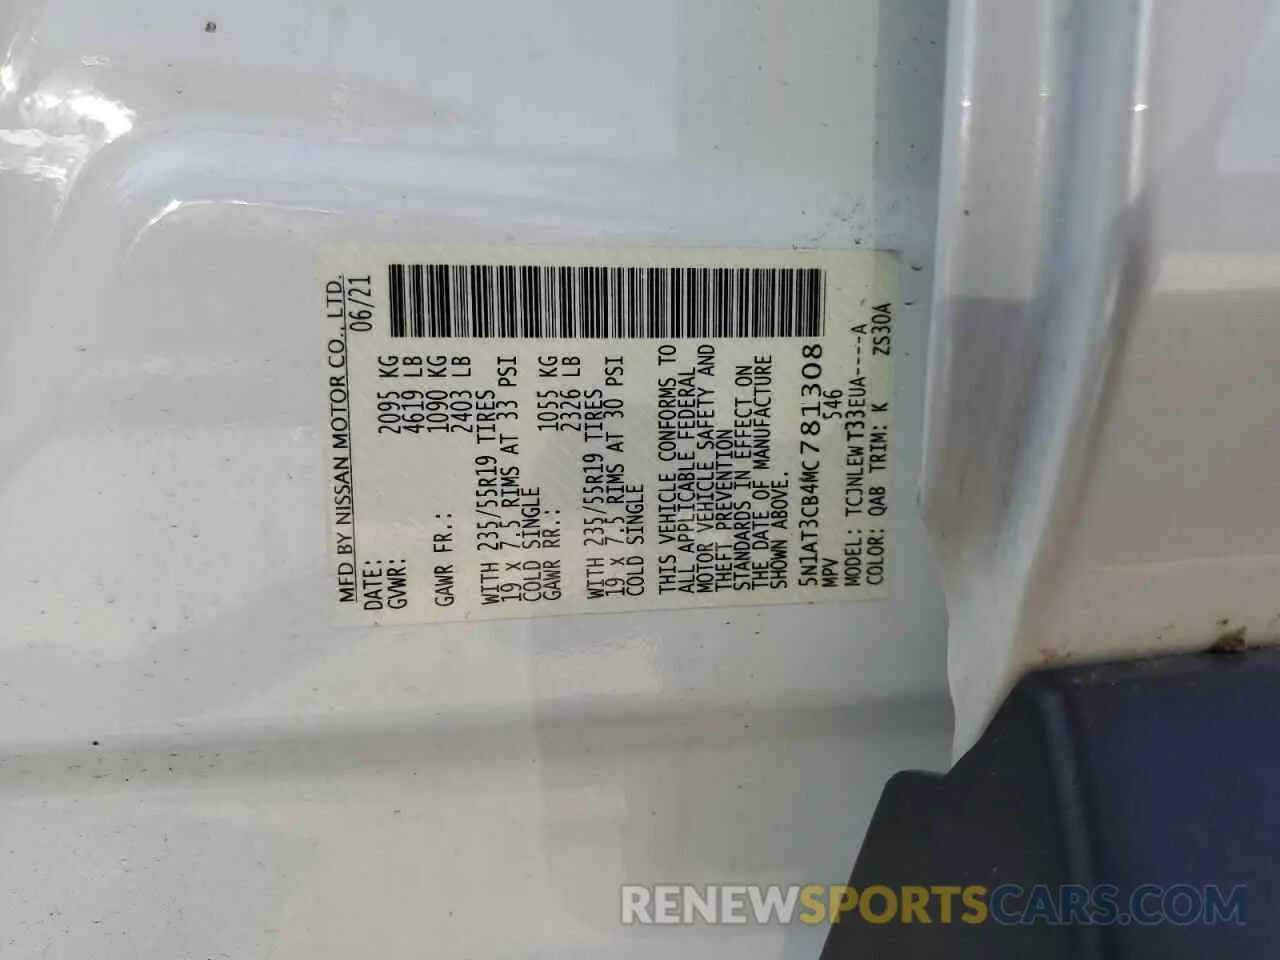 MFD BY NISSAN MOTOR CO., LTD.
DATE: 06/21
GVWR: 2095 KG
4619 LB
GAWR FR.: 1090 KG
2403 LB
WITH 235/55R19 TIRES
19 X 7.5 RIMS AT 33 PSI
COLD SINGLE
GAWR RR.: 1055 KG
2326 LB
WITH 235/55R19 TIRES
19 X 7.5 RIMS AT 30 PSI
COLD SINGLE
THIS VEHICLE CONFORMS TO
ALL APPLICABLE FEDERAL
MOTOR VEHICLE SAFETY AND
THEFT PREVENTION
STANDARDS IN EFFECT ON
THE DATE OF MANUFACTURE
SHOWN ABOVE.
5N1AT3CB4MC781308
MPV 546
MODEL: TCJNLEW T33EUA----A
COLOR: QAB TRIM: K ZS30A
RENEWSPORTSCARS.COM